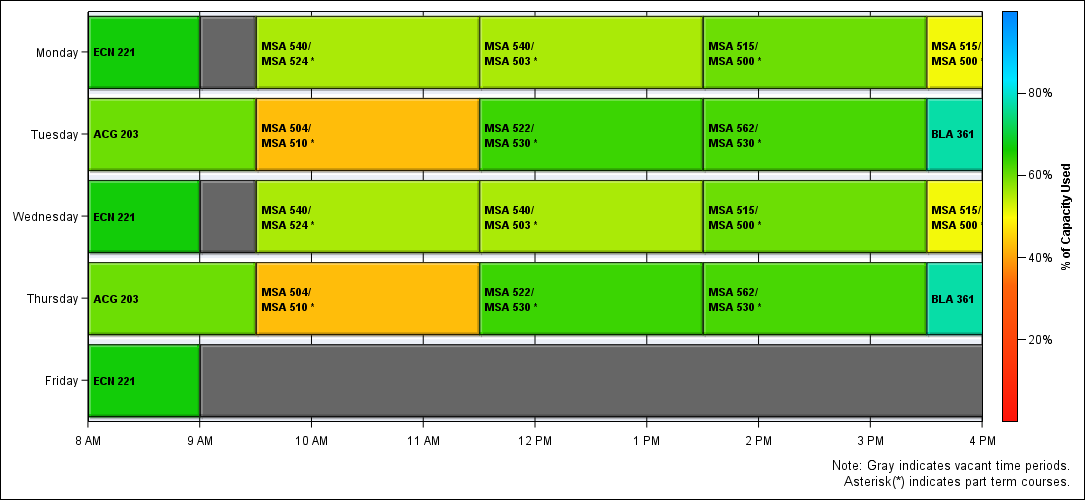 Monday
ECN 221
MSA 540/
MSA 524 *
MSA 540/
MSA 503 *
MSA 515/
MSA 500 *
MSA 515/
MSA 500 *
Tuesday
ACG 203
MSA 504/
MSA 510 *
MSA 522/
MSA 530 *
MSA 562/
MSA 530 *
BLA 361
Wednesday
ECN 221
MSA 540/
MSA 524 *
MSA 540/
MSA 503 *
MSA 515/
MSA 500 *
MSA 515/
MSA 500 *
Thursday
ACG 203
MSA 504/
MSA 510 *
MSA 522/
MSA 530 *
MSA 562/
MSA 530 *
BLA 361
Friday
ECN 221
8 AM 9 AM 10 AM 11 AM 12 PM 1 PM 2 PM 3 PM 4 PM
80%
60%
40%
20%
% of Capacity Used
Note: Gray indicates vacant time periods.
Asterisk(*) indicates part term courses.